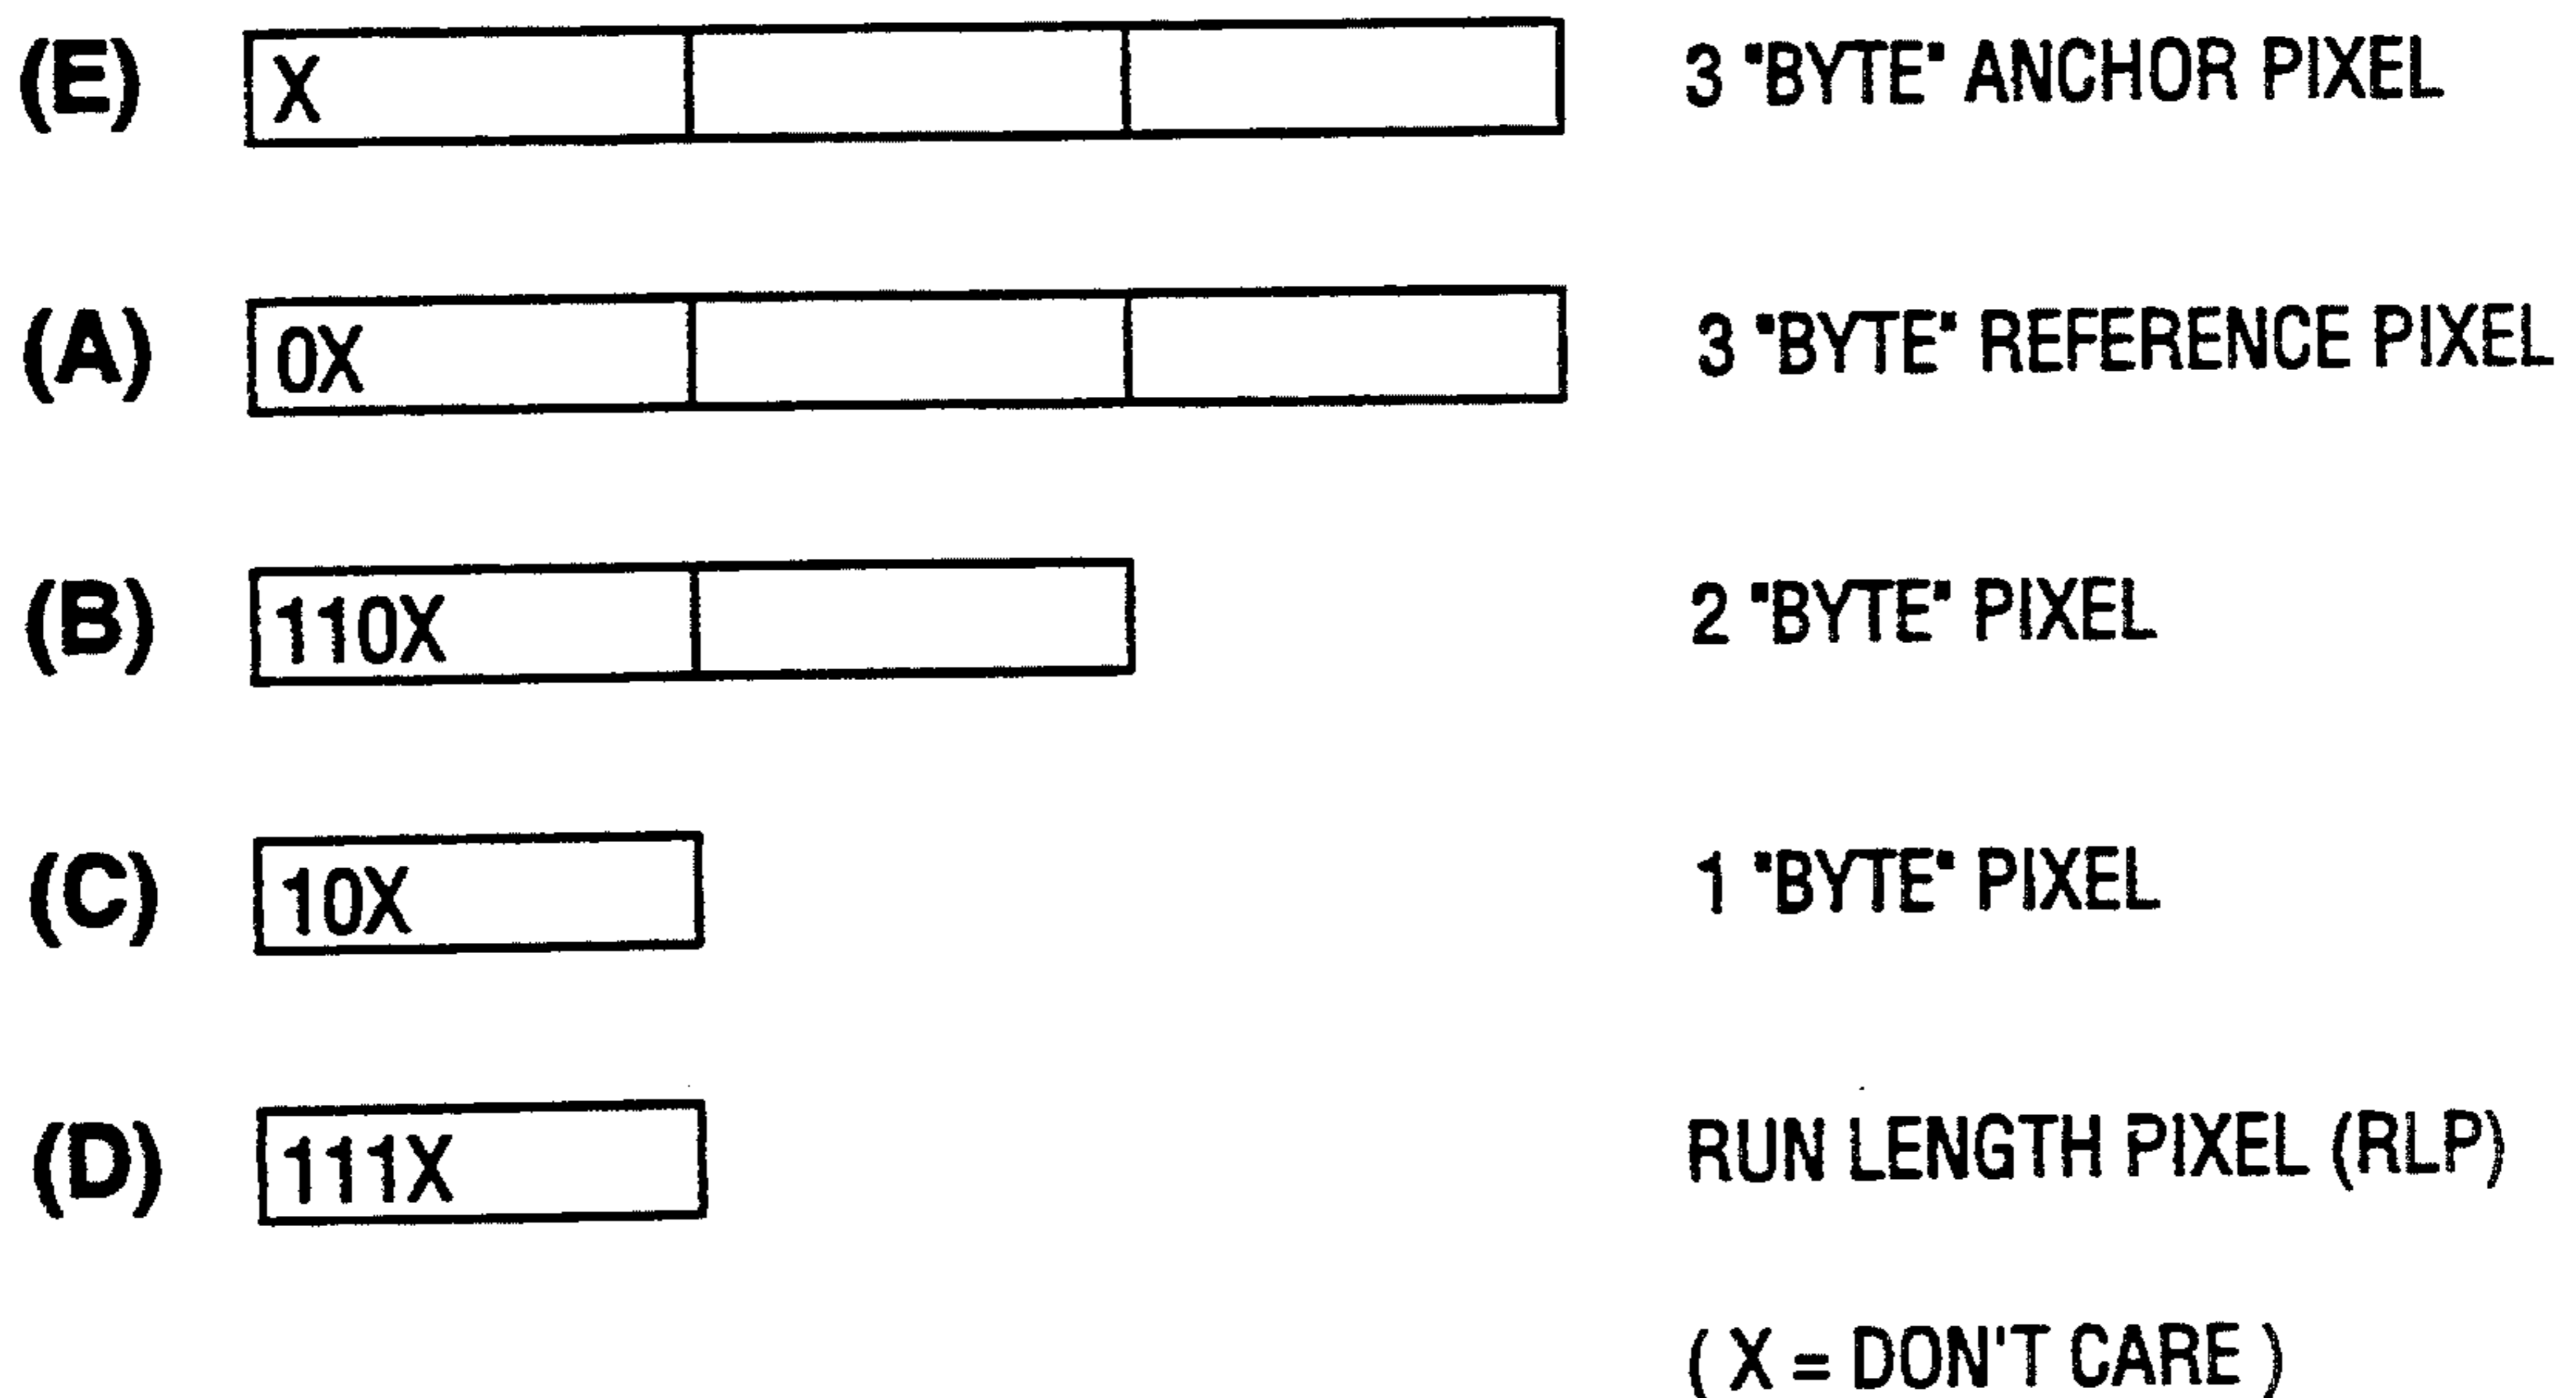 (E) X 3 "BYTE" ANCHOR PIXEL
(A) 0X 3 "BYTE" REFERENCE PIXEL
(B) 110X 2 "BYTE" PIXEL
(C) 10X 1 "BYTE" PIXEL
(D) 111X RUN LENGTH PIXEL (RLP)
( X = DON'T CARE )